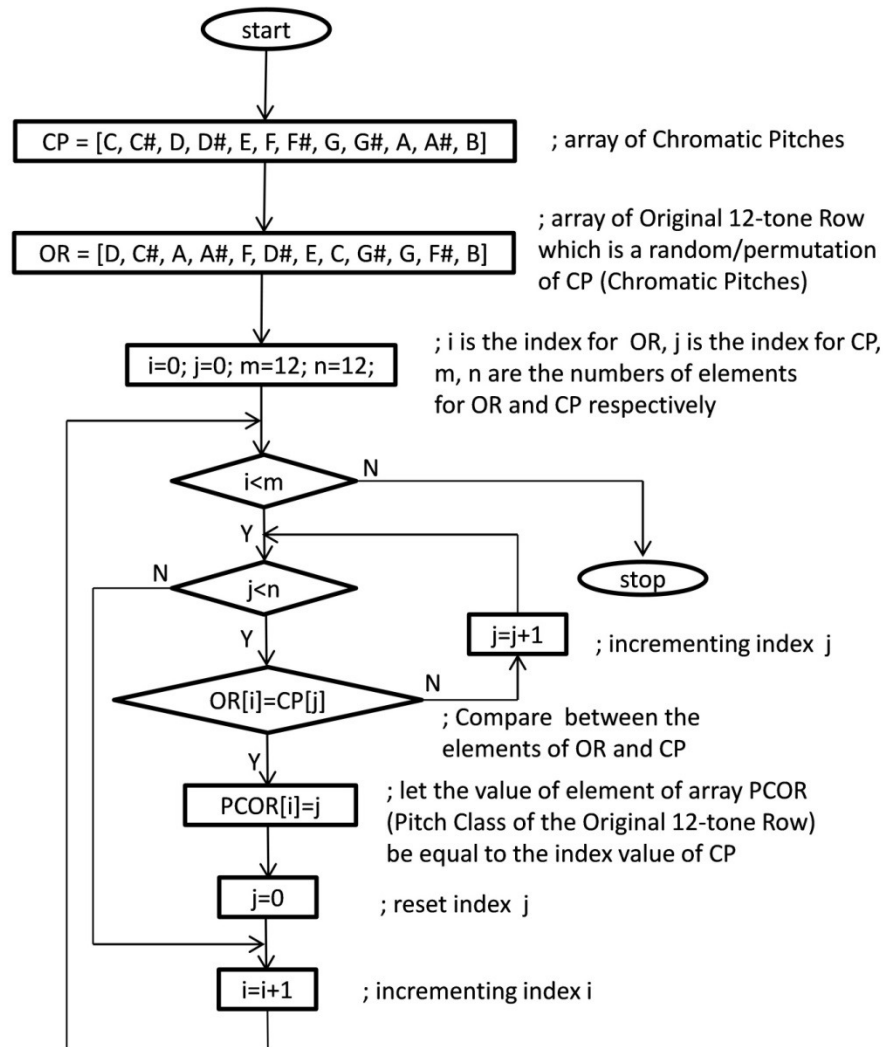 start
CP = [C, C#, D, D#, E, F, F#, G, G#, A, A#, B]
; array of Chromatic Pitches
; array of Original 12-tone Row
which is a random/permutation
of CP (Chromatic Pitches)
OR = [D, C#, A, A#, F, D#, E, C, G#, G, F#, B]
i=0; j=0; m=12; n=12;
; i is the index for OR, j is the index for CP,
m, n are the numbers of elements
for OR and CP respectively
i<m
N
Y
stop
N
j<n
Y
j=j+1
; incrementing index j
OR[i]=CP[j]
N
; Compare between the
elements of OR and CP
Y
PCOR[i]=j
; let the value of element of array PCOR
(Pitch Class of the Original 12-tone Row)
be equal to the index value of CP
j=0
; reset index j
i=i+1
; incrementing index i